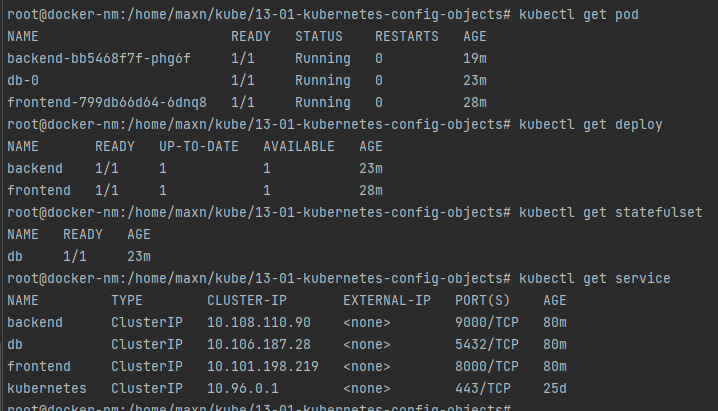 root@docker-nm:/home/maxn/kube/13-01-kubernetes-config-objects# kubectl get pod
NAME                        READY   STATUS    RESTARTS   AGE
backend-bb5468f7f-phg6f     1/1     Running   0          19m
db-0                        1/1     Running   0          23m
frontend-799db66d64-6dnq8   1/1     Running   0          28m
root@docker-nm:/home/maxn/kube/13-01-kubernetes-config-objects# kubectl get deploy
NAME       READY   UP-TO-DATE   AVAILABLE   AGE
backend    1/1     1            1           23m
frontend   1/1     1            1           28m
root@docker-nm:/home/maxn/kube/13-01-kubernetes-config-objects# kubectl get statefulset
NAME   READY   AGE
db     1/1     23m
root@docker-nm:/home/maxn/kube/13-01-kubernetes-config-objects# kubectl get service
NAME         TYPE        CLUSTER-IP       EXTERNAL-IP   PORT(S)    AGE
backend      ClusterIP   10.108.110.90    <none>        9000/TCP   80m
db           ClusterIP   10.106.187.28    <none>        5432/TCP   80m
frontend     ClusterIP   10.101.198.219   <none>        8000/TCP   80m
kubernetes   ClusterIP   10.96.0.1        <none>        443/TCP    25d
root@docker-nm:/home/maxn/kube/13-01-kubernetes-config-objects#